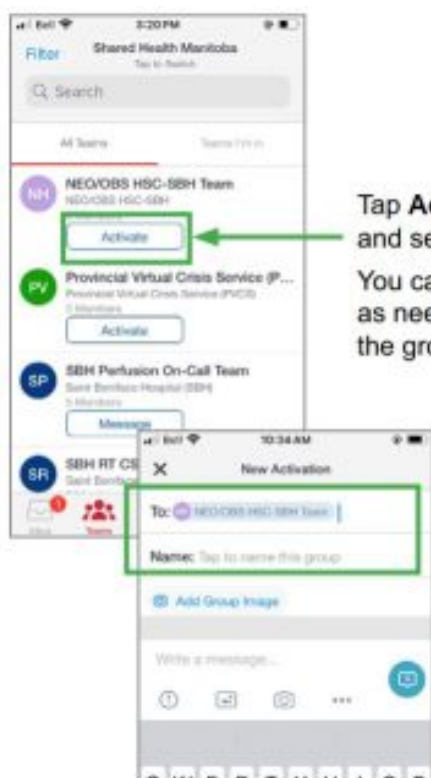 Bell
3:20 PM
Filter
Shared Health Manitoba
Tap to Switch
Search
All Teams
Teams I'm in
NH
NEO/OBS HSC-SBH Team
NEO/OBS HSC-SBH
Members
Activate
PV
Provincial Virtual Crisis Service (P...
Provincial Virtual Crisis Service (PVCS)
Members
Activate
SP
SBH Perfusion On-Call Team
Saint Boniface Hospital (SBH)
5 Members
Message
SR
SBH RT CS
Saint Boniface
1
Inbox
Teams
Tap Ac
and se
You ca
as nee
the gro
Bell
10:34 AM
New Activation
To: NEO/OBS HSC-SBH Team
Name: Tap to name this group
Add Group Image
Write a message...